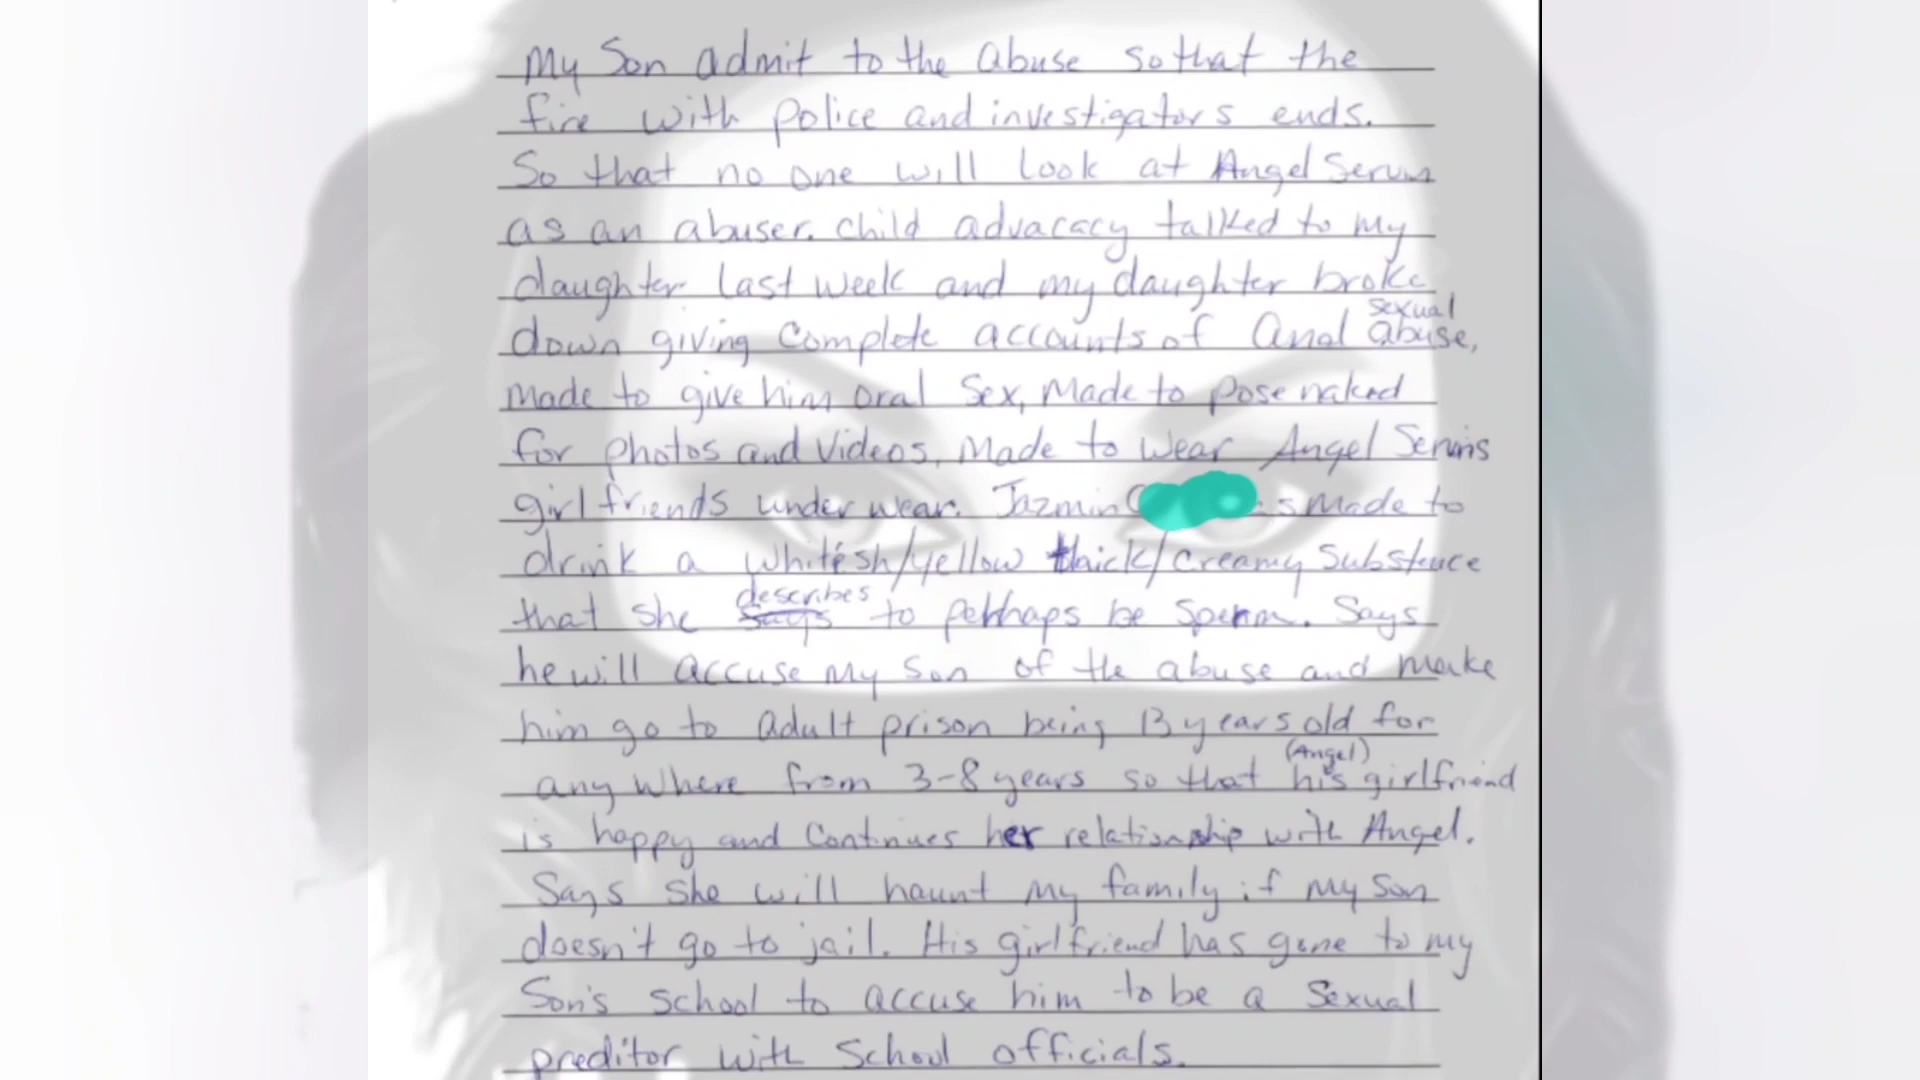 My Son admit to the abuse so that the
fire with police and investigators ends.
So that no one will look at Angel Serun
as an abuser. Child advacacy talked to my
daughter last week and my daughter broke
down giving complete accounts of anal sexual abuse,
made to give him oral sex, Made to pose naked
for photos and videos, Made to wear Angel Seruns
girlfriends under wear. Jazmin is made to
drink a whitish/yellow thick/creamy substence
that she describes to perhaps be sperm. Says
he will accuse my Son of the abuse and make
him go to adult prison being 13 years old for
any where from 3-8 years so that his (Angel) girlfriend
is happy and continues her relationship with Angel.
Says she will haunt my family if my son
doesn't go to jail. His girlfriend has gone to my
Son's school to accuse him to be a Sexual
preditor with School officials.